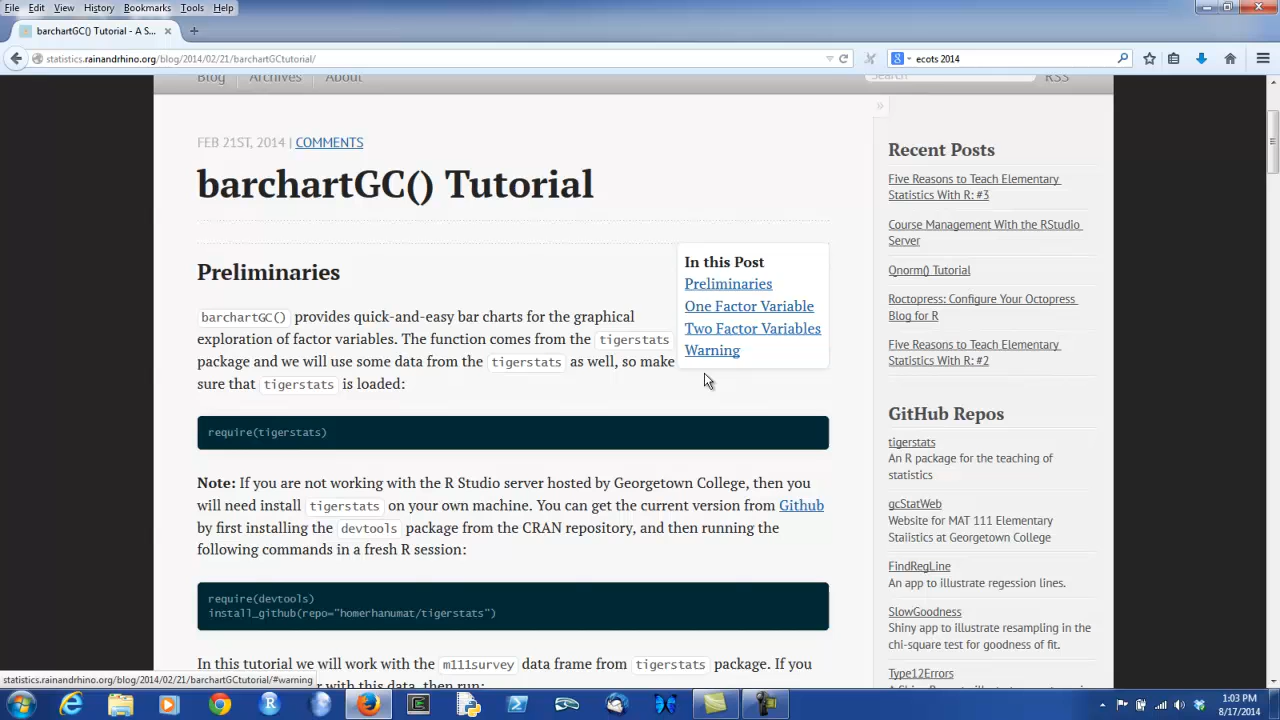 File Edit View History Bookmarks Tools Help
barchartGC() Tutorial - A S...
statistics.rainandrhino.org/blog/2014/02/21/barchartGCtutorial/
ecots 2014
Blog Archives About
Search
RSS
FEB 21ST, 2014 | COMMENTS
barchartGC() Tutorial
Preliminaries
barchartGC() provides quick-and-easy bar charts for the graphical
exploration of factor variables. The function comes from the tigerstats
package and we will use some data from the tigerstats as well, so make
sure that tigerstats is loaded:
In this Post
Preliminaries
One Factor Variable
Two Factor Variables
Warning
require(tigerstats)
Note: If you are not working with the R Studio server hosted by Georgetown College, then you
will need install tigerstats on your own machine. You can get the current version from Github
by first installing the devtools package from the CRAN repository, and then running the
following commands in a fresh R session:
require(devtools)
install_github(repo="homerhanumat/tigerstats")
In this tutorial we will work with the m111survey data frame from tigerstats package. If you
with this data, then run:
»
Recent Posts
Five Reasons to Teach Elementary
Statistics With R: #3
Course Management With the RStudio
Server
Qnorm() Tutorial
Roctopress: Configure Your Octopress
Blog for R
Five Reasons to Teach Elementary
Statistics With R: #2
GitHub Repos
tigerstats
An R package for the teaching of
statistics
gcStatWeb
Website for MAT 111 Elementary
Staiistics at Georgetown College
FindRegLine
An app to illustrate regession lines.
SlowGoodness
Shiny app to illustrate resampling in the
chi-square test for goodness of fit.
Type12Errors
statistics.rainandrhino.org/blog/2014/02/21/barchartGCtutorial/#warning
1:03 PM
8/17/2014